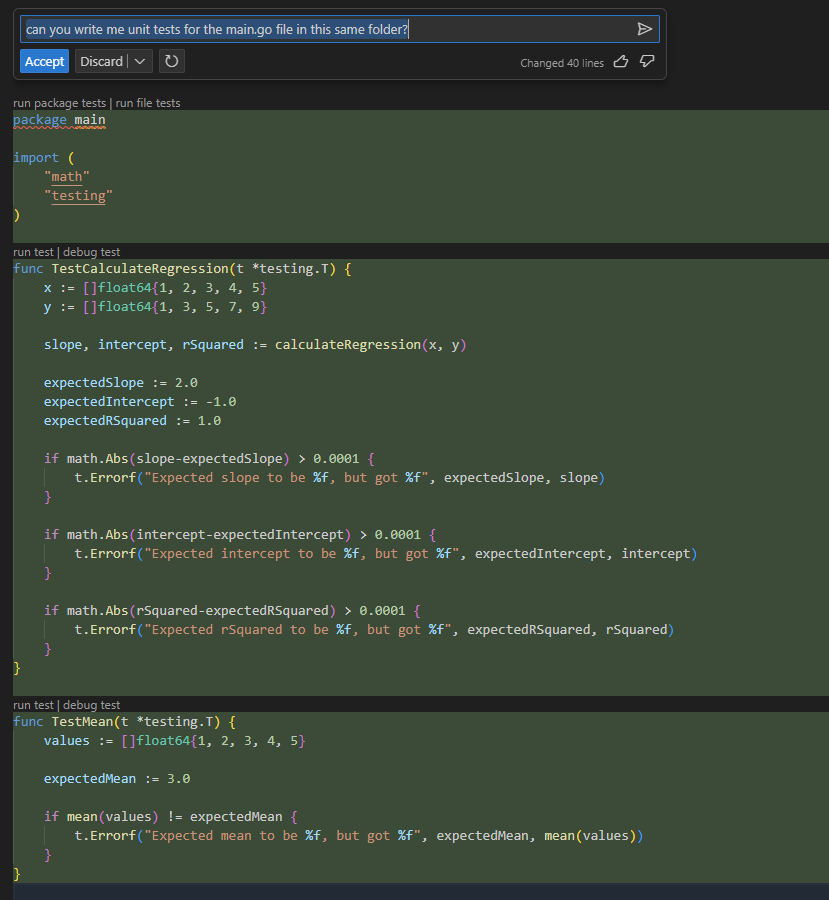 can you write me unit tests for the main.go file in this same folder?
Accept Discard Changed 40 lines
run package tests | run file tests
package main
import (
"math"
"testing"
)
run test | debug test
func TestCalculateRegression(t *testing.T) {
x := []float64{1, 2, 3, 4, 5}
y := []float64{1, 3, 5, 7, 9}
slope, intercept, rSquared := calculateRegression(x, y)
expectedSlope := 2.0
expectedIntercept := -1.0
expectedRSquared := 1.0
if math.Abs(slope-expectedSlope) > 0.0001 {
t.Errorf("Expected slope to be %f, but got %f", expectedSlope, slope)
}
if math.Abs(intercept-expectedIntercept) > 0.0001 {
t.Errorf("Expected intercept to be %f, but got %f", expectedIntercept, intercept)
}
if math.Abs(rSquared-expectedRSquared) > 0.0001 {
t.Errorf("Expected rSquared to be %f, but got %f", expectedRSquared, rSquared)
}
}
run test | debug test
func TestMean(t *testing.T) {
values := []float64{1, 2, 3, 4, 5}
expectedMean := 3.0
if mean(values) != expectedMean {
t.Errorf("Expected mean to be %f, but got %f", expectedMean, mean(values))
}
}